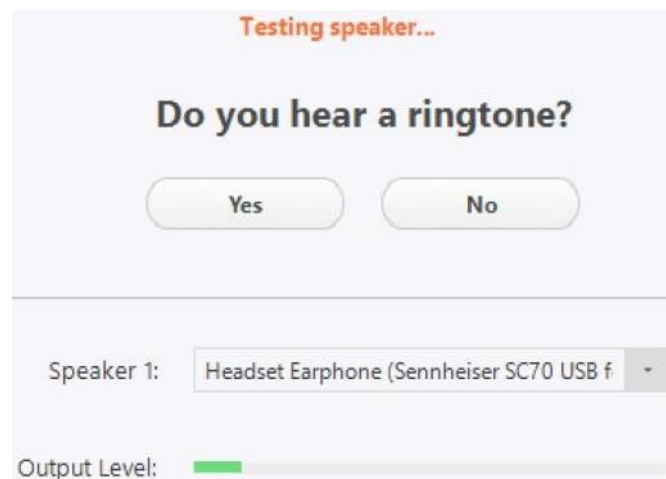 Testing speaker...
Do you hear a ringtone?
Yes No
Speaker 1: Headset Earphone (Sennheiser SC70 USB
Output Level: